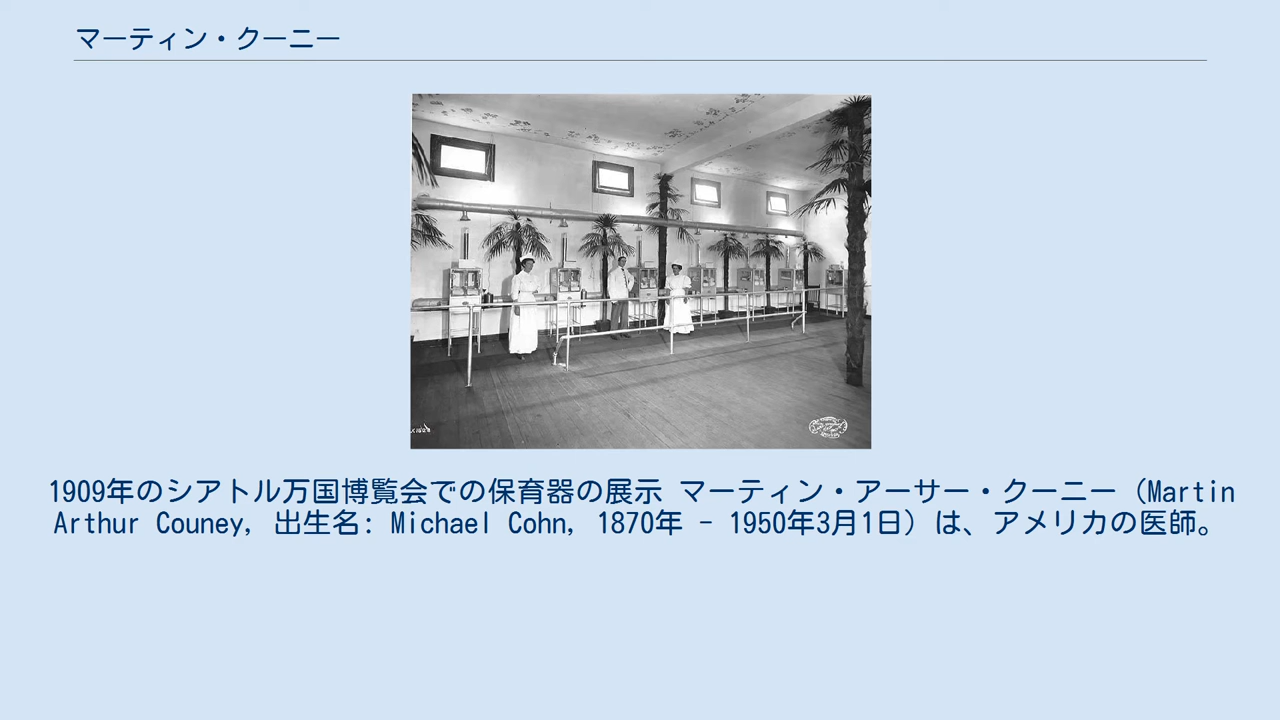 マーティン・クーニー
1909年のシアトル万国博覧会での保育器の展示 マーティン・アーサー・クーニー（Martin
Arthur Couney, 出生名: Michael Cohn, 1870年 - 1950年3月1日）は、アメリカの医師。